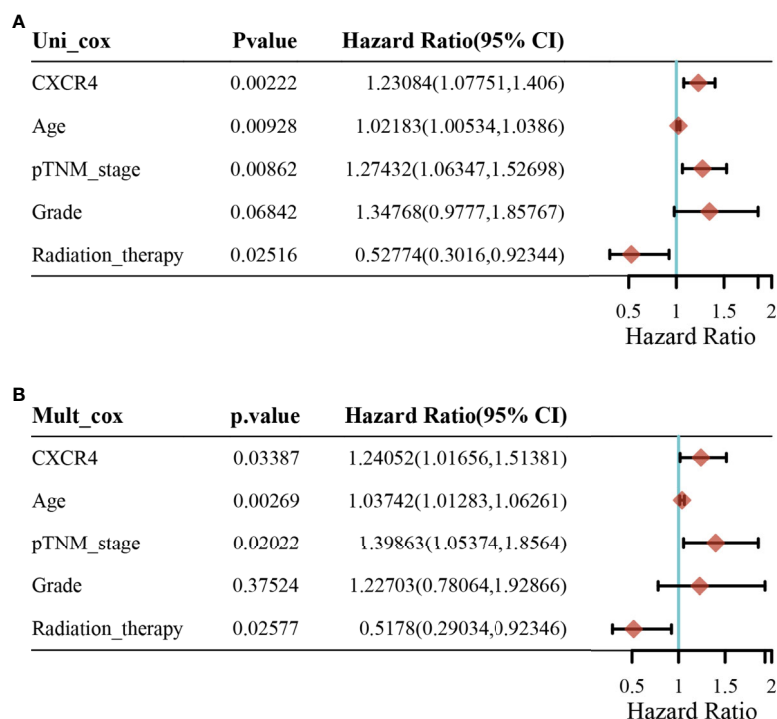 A
Uni_cox Pvalue Hazard Ratio(95% CI)
CXCR4 0.00222 1.23084(1.07751,1.406)
Age 0.00928 1.02183(1.00534,1.0386)
pTNM_stage 0.00862 1.27432(1.06347,1.52698)
Grade 0.06842 1.34768(0.9777,1.85767)
Radiation_therapy 0.02516 0.52774(0.3016,0.92344)
0.5 1 1.5 2
Hazard Ratio
B
Mult_cox p.value Hazard Ratio(95% CI)
CXCR4 0.03387 1.24052(1.01656,1.51381)
Age 0.00269 1.03742(1.01283,1.06261)
pTNM_stage 0.02022 1.39863(1.05374,1.8564)
Grade 0.37524 1.22703(0.78064,1.92866)
Radiation_therapy 0.02577 0.5178(0.29034,0.92346)
0.5 1 1.5 2
Hazard Ratio